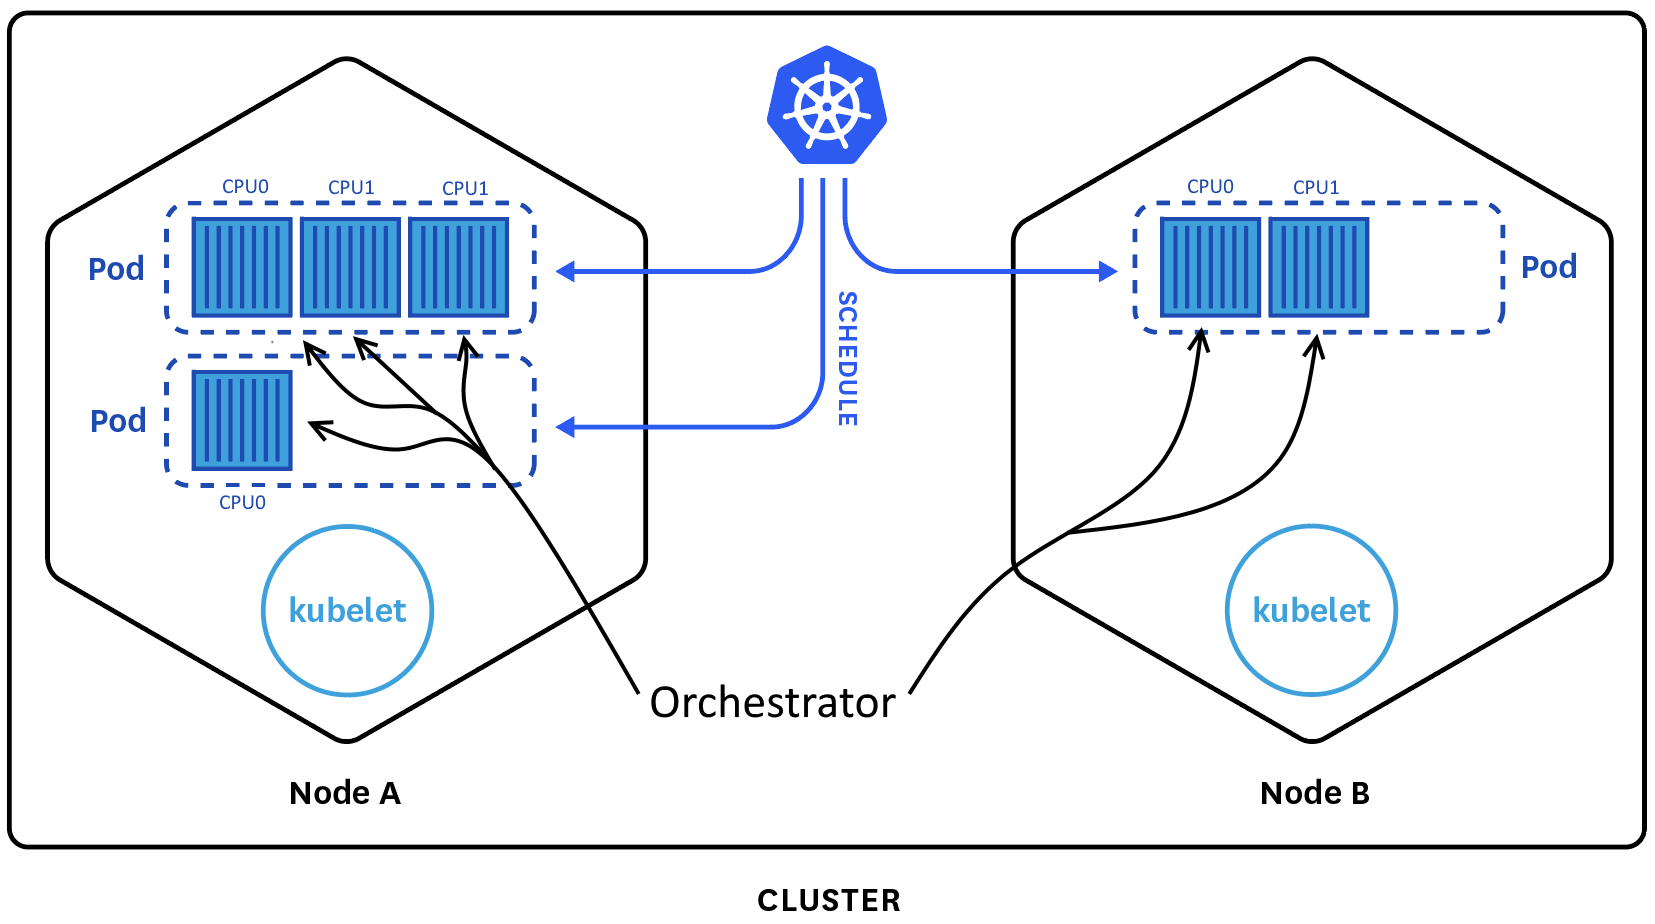 CPU0 CPU1 CPU1
Pod
Pod
CPU0
kubelet
Node A
SCHEDULE
Orchestrator
CPU0 CPU1
Pod
kubelet
Node B
CLUSTER